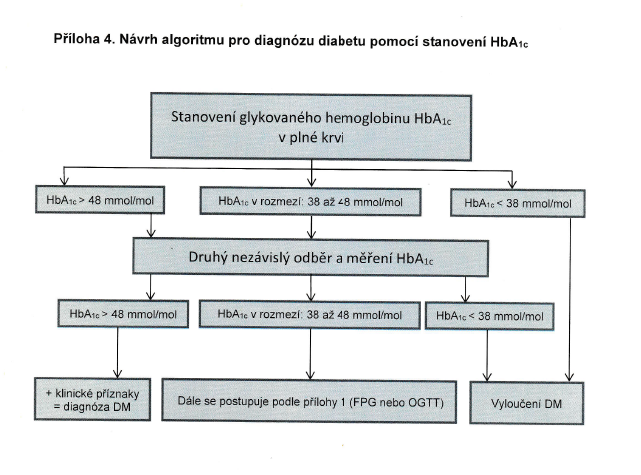 Příloha 4. Návrh algoritmu pro diagnózu diabetu pomocí stanovení HbA1c
Stanovení glykovaného hemoglobinu HbA1c
v plné krvi
HbA1c > 48 mmol/mol
HbA1c v rozmezí: 38 až 48 mmol/mol
HbA1c < 38 mmol/mol
Druhý nezávislý odběr a měření HbA1c
HbA1c > 48 mmol/mol
HbA1c v rozmezí: 38 až 48 mmol/mol
HbA1c < 38 mmol/mol
+ klinické příznaky
= diagnóza DM
Dále se postupuje podle přílohy 1 (FPG nebo OGTT)
Vyloučení DM